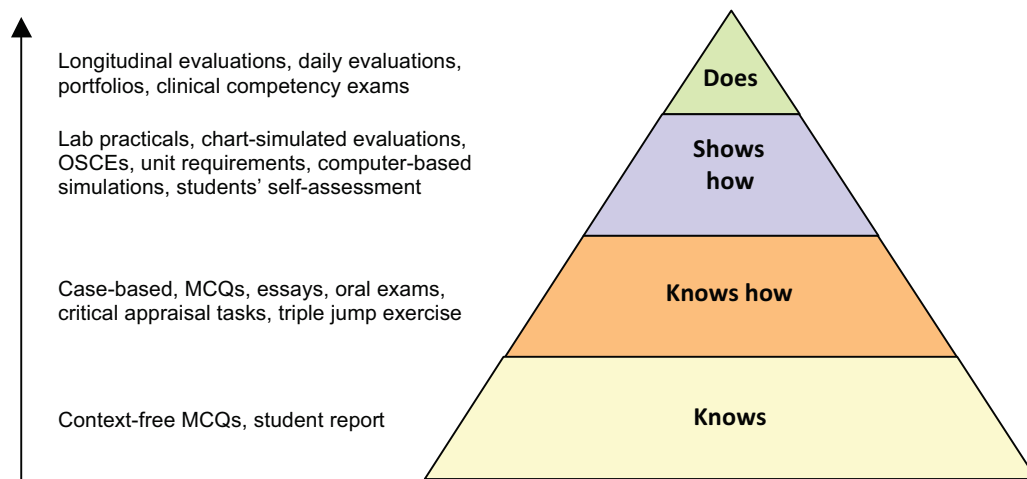 Longitudinal evaluations, daily evaluations,
portfolios, clinical competency exams
Does
Lab practicals, chart-simulated evaluations,
OSCEs, unit requirements, computer-based
simulations, students’ self-assessment
Shows
how
Case-based, MCQs, essays, oral exams,
critical appraisal tasks, triple jump exercise
Knows how
Context-free MCQs, student report
Knows